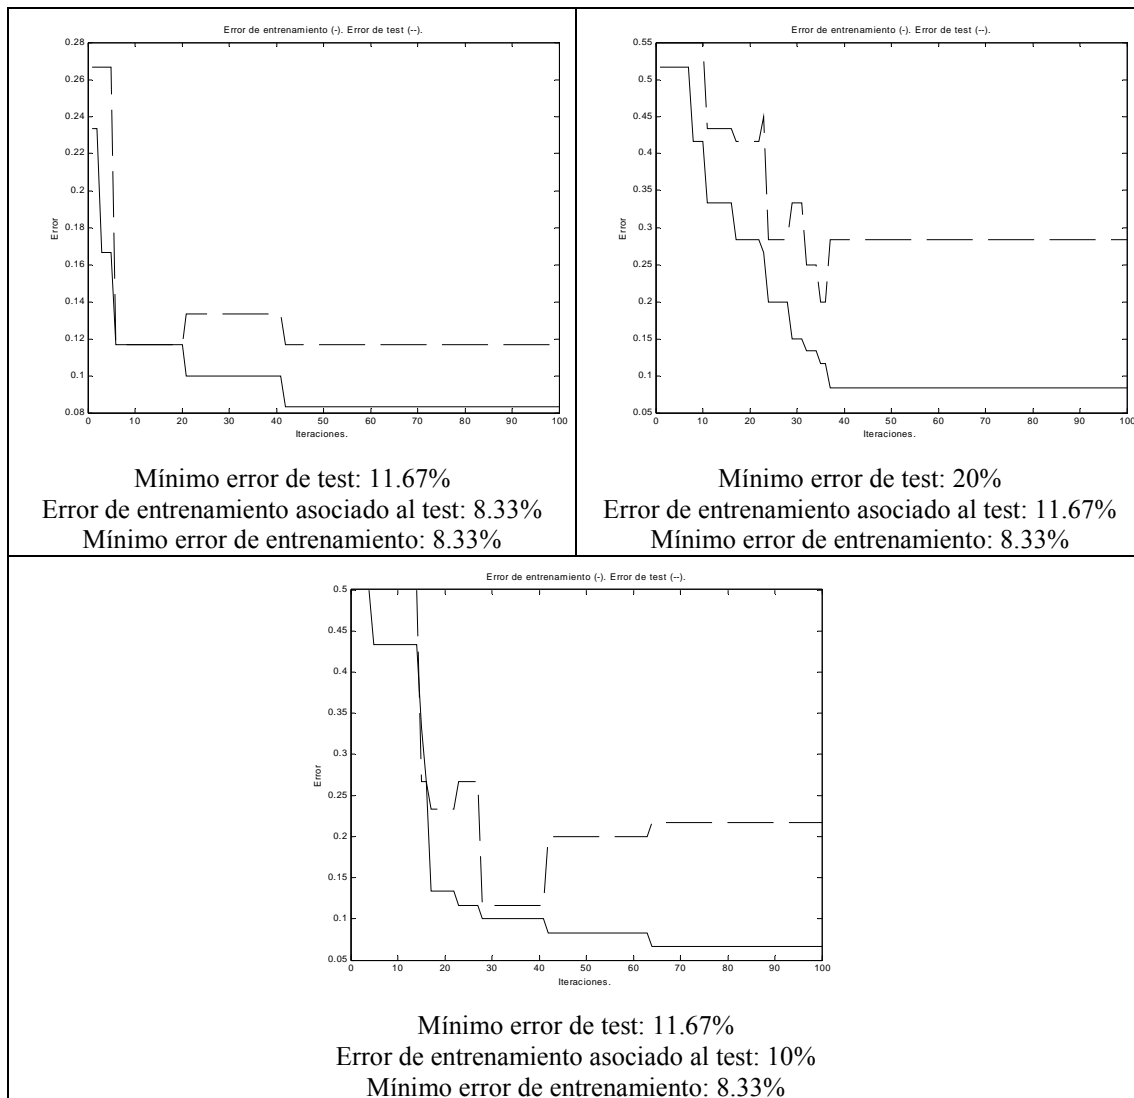 Error de entrenamiento (-). Error de test (--).
0.28
0.26
0.24
0.22
0.2
0.18
0.16
0.14
0.12
0.1
0.08
Error
0 10 20 30 40 50 60 70 80 90 100
Iteraciones.
Mínimo error de test: 11.67%
Error de entrenamiento asociado al test: 8.33%
Mínimo error de entrenamiento: 8.33%
Error de entrenamiento (-). Error de test (--).
0.55
0.5
0.45
0.4
0.35
0.3
0.25
0.2
0.15
0.1
0.05
Error
0 10 20 30 40 50 60 70 80 90 100
Iteraciones.
Mínimo error de test: 20%
Error de entrenamiento asociado al test: 11.67%
Mínimo error de entrenamiento: 8.33%
Error de entrenamiento (-). Error de test (--).
0.5
0.45
0.4
0.35
0.3
0.25
0.2
0.15
0.1
0.05
Error
0 10 20 30 40 50 60 70 80 90 100
Iteraciones.
Mínimo error de test: 11.67%
Error de entrenamiento asociado al test: 10%
Mínimo error de entrenamiento: 8.33%